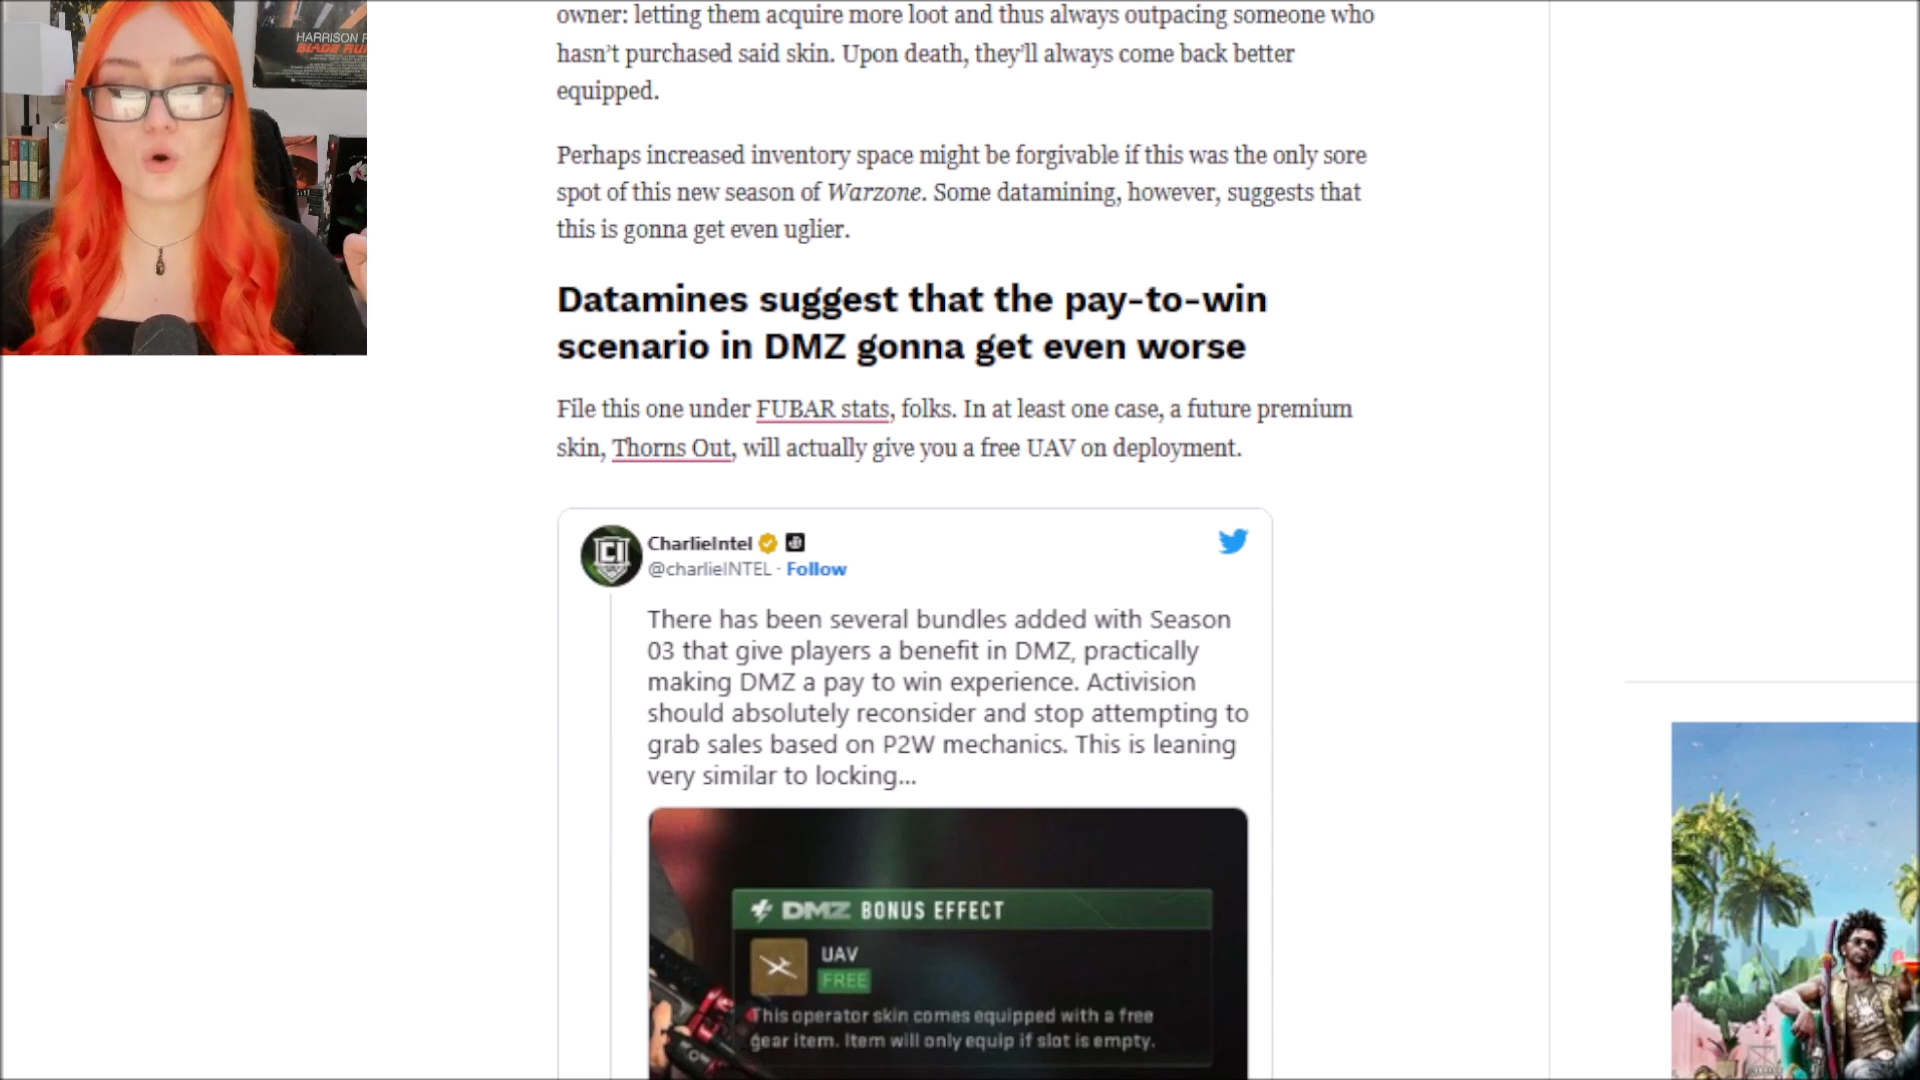 HARRISON F
BLADE RU
owner: letting them acquire more loot and thus always outpacing someone who
hasn't purchased said skin. Upon death, they'll always come back better
equipped.
Perhaps increased inventory space might be forgivable if this was the only sore
spot of this new season of Warzone. Some datamining, however, suggests that
this is gonna get even uglier.
Datamines suggest that the pay-to-win
scenario in DMZ gonna get even worse
File this one under FUBAR stats, folks. In at least one case, a future premium
skin, Thorns Out, will actually give you a free UAV on deployment.
CI
CharlieIntel
@charlieINTEL · Follow
There has been several bundles added with Season
03 that give players a benefit in DMZ, practically
making DMZ a pay to win experience. Activision
should absolutely reconsider and stop attempting to
grab sales based on P2W mechanics. This is leaning
very similar to locking...
DMZ BONUS EFFECT
UAV
FREE
This operator skin comes equipped with a free
gear item. Item will only equip if slot is empty.